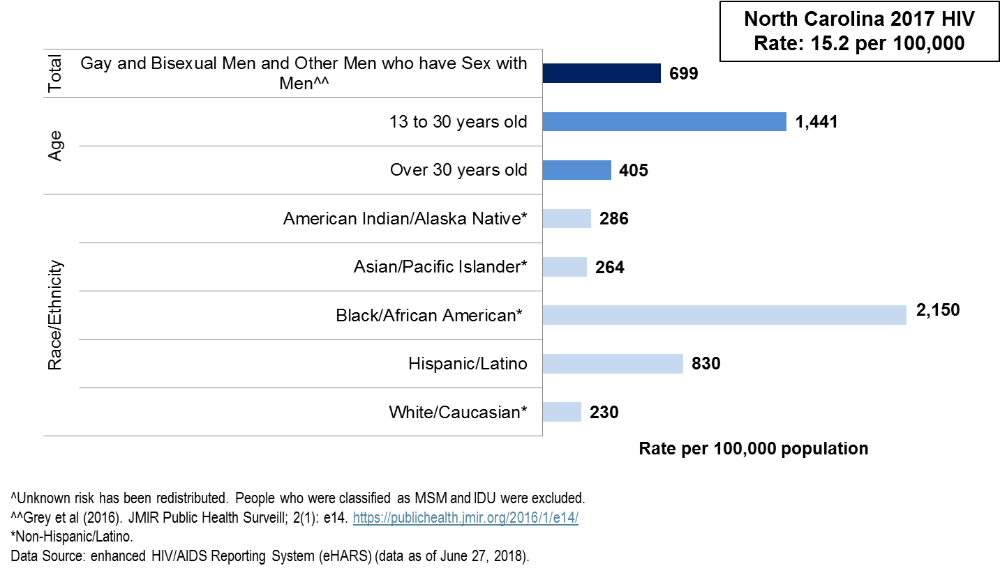 North Carolina 2017 HIV
Rate: 15.2 per 100,000
Total
Gay and Bisexual Men and Other Men who have Sex with
Men^^
699
Age
13 to 30 years old
1,441
Over 30 years old
405
Race/Ethnicity
American Indian/Alaska Native*
286
Asian/Pacific Islander*
264
Black/African American*
2,150
Hispanic/Latino
830
White/Caucasian*
230
Rate per 100,000 population
^Unknown risk has been redistributed. People who were classified as MSM and IDU were excluded.
^^Grey et al (2016). JMIR Public Health Surveill; 2(1): e14. https://publichealth.jmir.org/2016/1/e14/
*Non-Hispanic/Latino.
Data Source: enhanced HIV/AIDS Reporting System (eHARS) (data as of June 27, 2018).